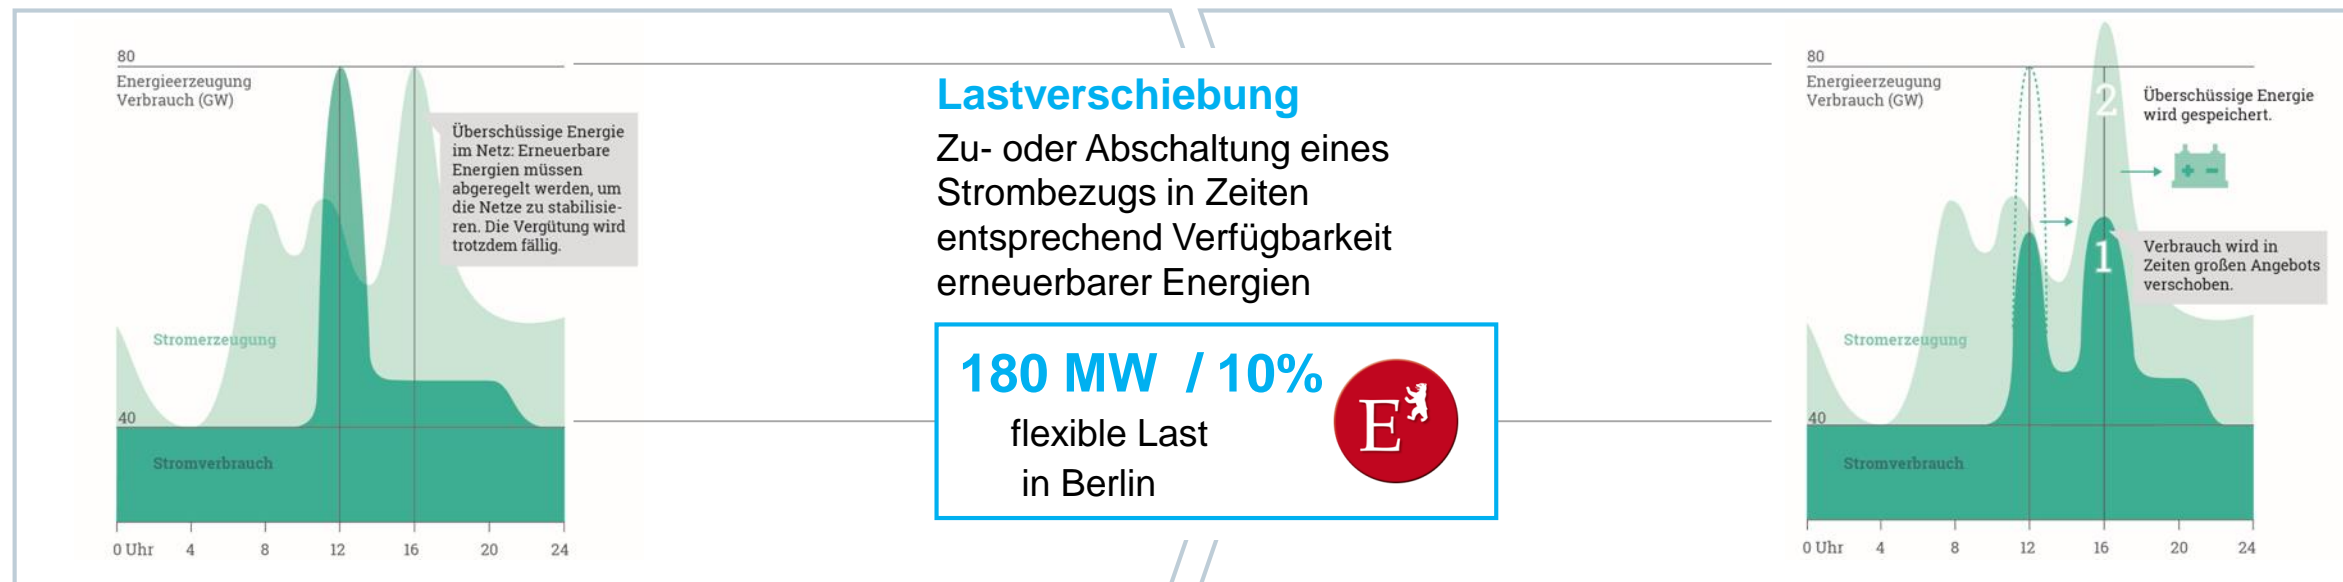 80
Energieerzeugung
Verbrauch (GW)
Überschüssige Energie
im Netz: Erneuerbare
Energien müssen
abgeregelt werden, um
die Netze zu stabilisie-
ren. Die Vergütung wird
trotzdem fällig.
Stromerzeugung
40
Stromverbrauch
0 Uhr 4 8 12 16 20 24
Lastverschiebung
Zu- oder Abschaltung eines
Strombezugs in Zeiten
entsprechend Verfügbarkeit
erneuerbarer Energien
180 MW / 10%
flexible Last
in Berlin
E
80
Energieerzeugung
Verbrauch (GW)
2
Überschüssige Energie
wird gespeichert.
+ -
1
Verbrauch wird in
Zeiten großen Angebots
verschoben.
Stromerzeugung
40
Stromverbrauch
0 Uhr 4 8 12 16 20 24